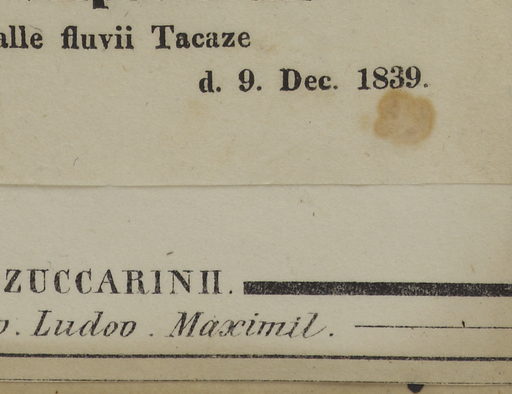 alle fluvii Tacaze
d. 9. Dec. 1839.
ZUCCARINII.
Ludov. Maximil.